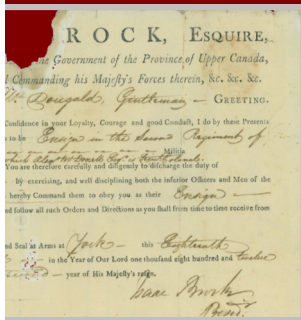 ROCK, ESQUIRE,
ne Government of the Province of Upper Canada,
Commanding his Majesty's Forces therein, &c. &c. &c.
Dougald, Gentleman — GREETING.
Confidence in your Loyalty, Courage and good Conduct, I do by these Presents
to be Ensign in the Second Regiment of
Militia
which is
You are therefore carefully and diligently to discharge the duty of
by exercising, and well disciplining both the inferior Officers and Men of the
hereby Command them to obey you as their Ensign —
and follow all such Orders and Directions as you shall from time to time receive from
nd Seal at Arms at York — this Eighteenth
in the Year of Our Lord one thousand eight hundred and twelve
— year of His Majesty's reign.
Isaac Brock
Presd.